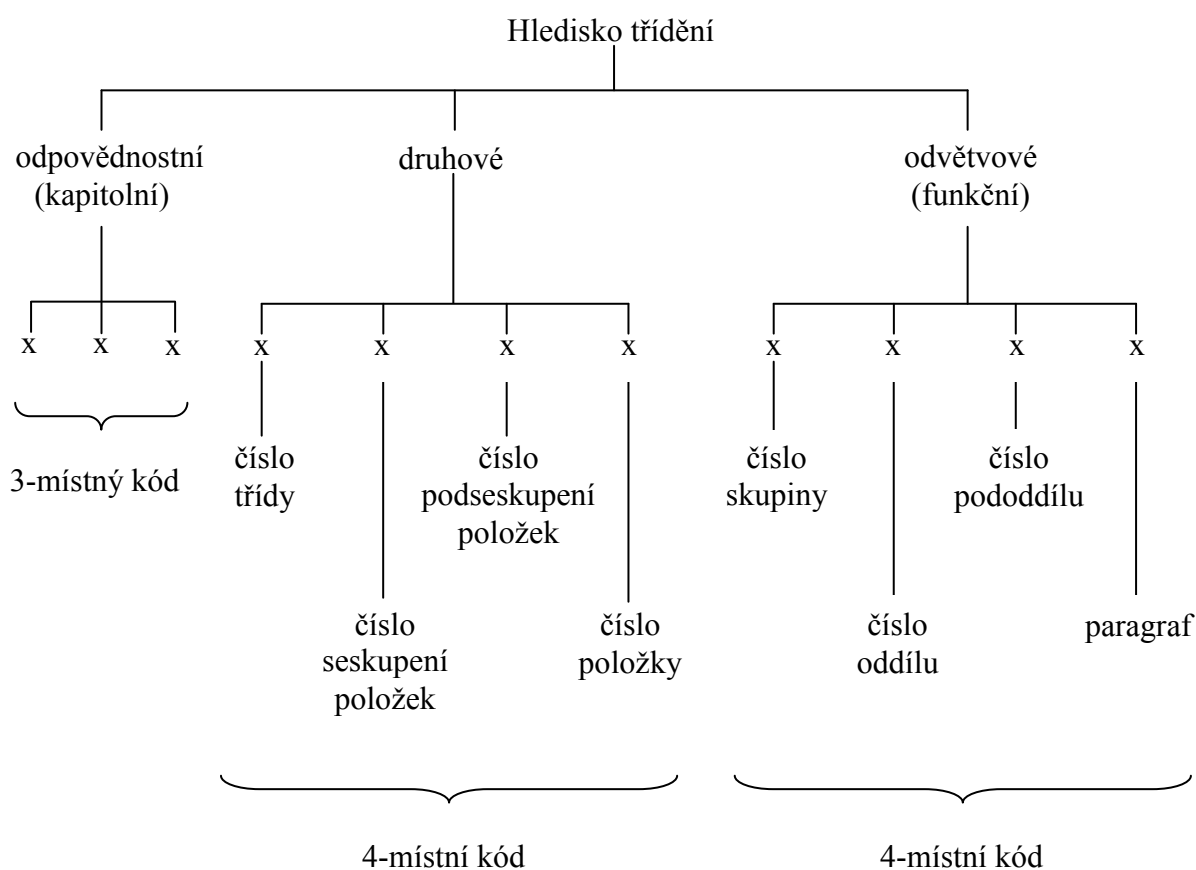 Hledisko třídění
odpovědnostní
(kapitolní)
druhové
odvětvové
(funkční)
x x x
x x x x
x x x x
3-místný kód
číslo
třídy
číslo
podseskupení
položek
číslo
skupiny
číslo
pododdílu
číslo
seskupení
položek
číslo
položky
číslo
oddílu
paragraf
4-místní kód
4-místní kód